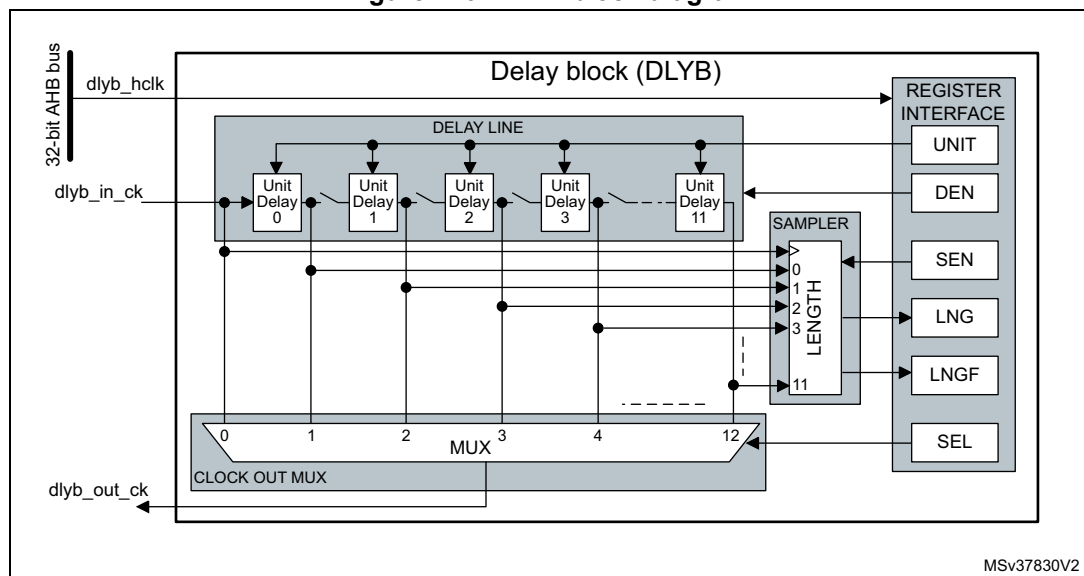 32-bit AHB bus
dlyb_hclk
Delay block (DLYB)
REGISTER
INTERFACE
DELAY LINE
UNIT
dlyb_in_ck
Unit
Delay
0
Unit
Delay
1
Unit
Delay
2
Unit
Delay
3
Unit
Delay
11
DEN
SAMPLER
SEN
0
1
2
3
11
LENGTH
LNG
LNGF
0
1
2
3
4
12
MUX
SEL
CLOCK OUT MUX
dlyb_out_ck
MSv37830V2